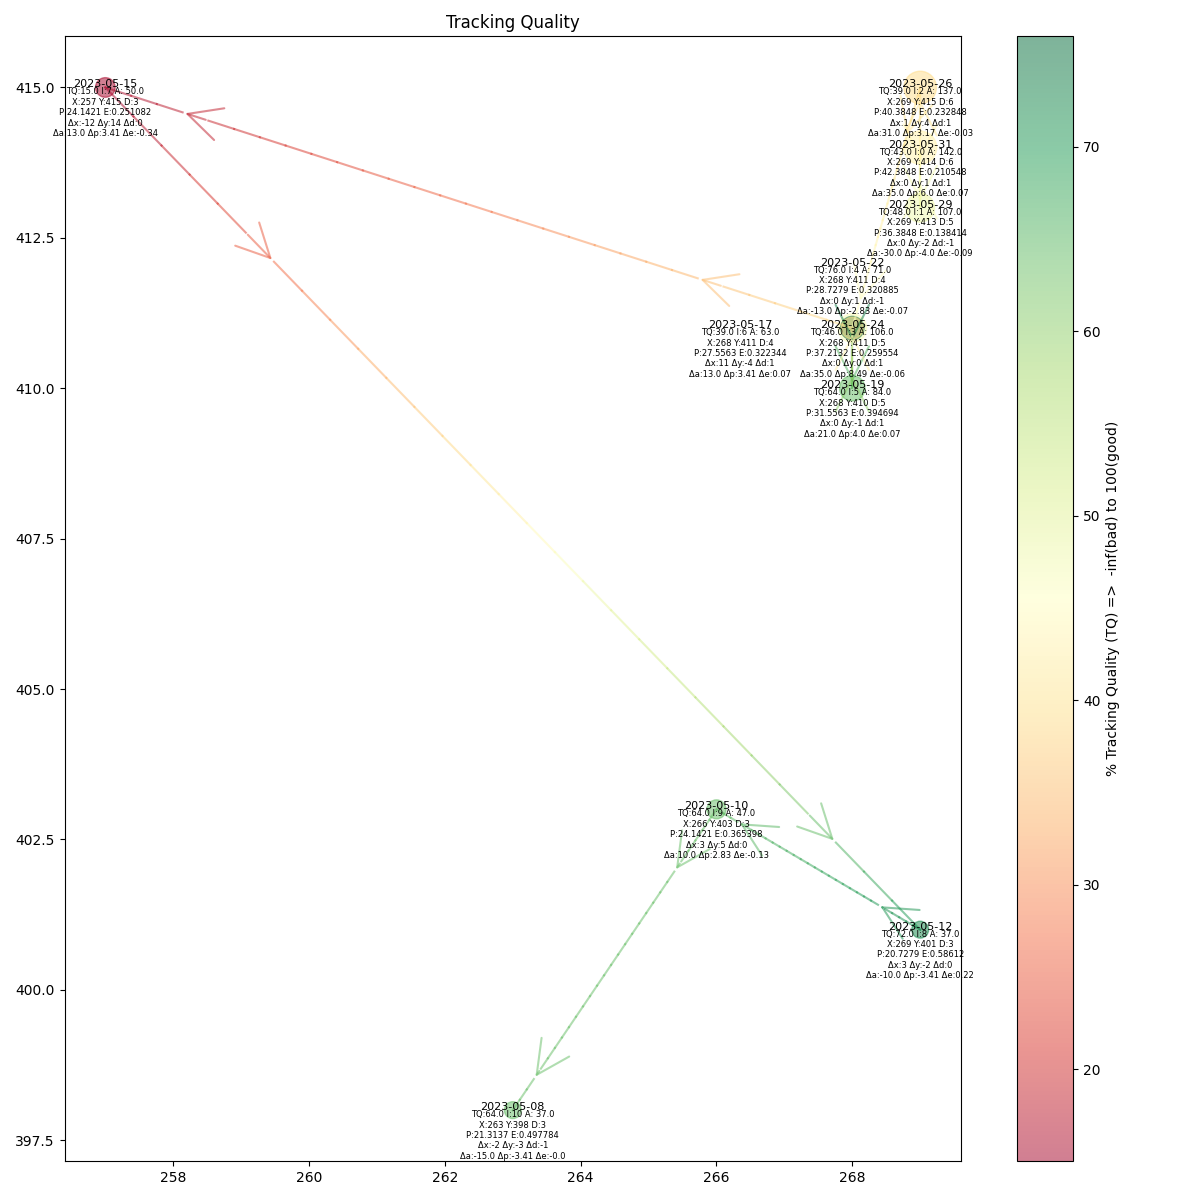 Tracking Quality
2023-05-15
TQ:15.0 I:7 A: 50.0
X:257 Y:415 D:3
P:24.1421 E:0.251082
Δx:-12 Δy:14 Δd:0
Δa:13.0 Δp:3.41 Δe:-0.34
2023-05-26
TQ:39.0 I:2 A: 137.0
X:269 Y:415 D:6
P:40.3848 E:0.232848
Δx:1 Δy:4 Δd:1
Δa:31.0 Δp:3.17 Δe:-0.03
2023-05-31
TQ:43.0 I:0 A: 142.0
X:269 Y:414 D:6
P:42.3848 E:0.210548
Δx:0 Δy:1 Δd:1
Δa:35.0 Δp:6.0 Δe:0.07
2023-05-29
TQ:48.0 I:1 A: 107.0
X:269 Y:413 D:5
P:36.3848 E:0.138414
Δx:0 Δy:-2 Δd:-1
Δa:-30.0 Δp:-4.0 Δe:-0.09
2023-05-22
TQ:76.0 I:4 A: 71.0
X:268 Y:411 D:4
P:28.7279 E:0.320885
Δx:0 Δy:1 Δd:-1
Δa:-13.0 Δp:-2.83 Δe:-0.07
2023-05-17
TQ:39.0 I:6 A: 63.0
X:268 Y:411 D:4
P:27.5563 E:0.322344
Δx:11 Δy:-4 Δd:1
Δa:13.0 Δp:3.41 Δe:0.07
2023-05-24
TQ:46.0 I:3 A: 106.0
X:268 Y:411 D:5
P:37.2132 E:0.259554
Δx:0 Δy:0 Δd:1
Δa:35.0 Δp:8.49 Δe:-0.06
2023-05-19
TQ:64.0 I:5 A: 84.0
X:268 Y:410 D:5
P:31.5563 E:0.394694
Δx:0 Δy:-1 Δd:1
Δa:21.0 Δp:4.0 Δe:0.07
2023-05-10
TQ:64.0 I:9 A: 47.0
X:266 Y:403 D:3
P:24.1421 E:0.365398
Δx:3 Δy:5 Δd:0
Δa:10.0 Δp:2.83 Δe:-0.13
2023-05-12
TQ:72.0 I:8 A: 37.0
X:269 Y:401 D:3
P:20.7279 E:0.58612
Δx:3 Δy:-2 Δd:0
Δa:-10.0 Δp:-3.41 Δe:0.22
2023-05-08
TQ:64.0 I:10 A: 37.0
X:263 Y:398 D:3
P:21.3137 E:0.497784
Δx:-2 Δy:-3 Δd:-1
Δa:-15.0 Δp:-3.41 Δe:-0.0
415.0
412.5
410.0
407.5
405.0
402.5
400.0
397.5
258
260
262
264
266
268
70
60
50
40
30
20
% Tracking Quality (TQ) =>  -inf(bad) to 100(good)